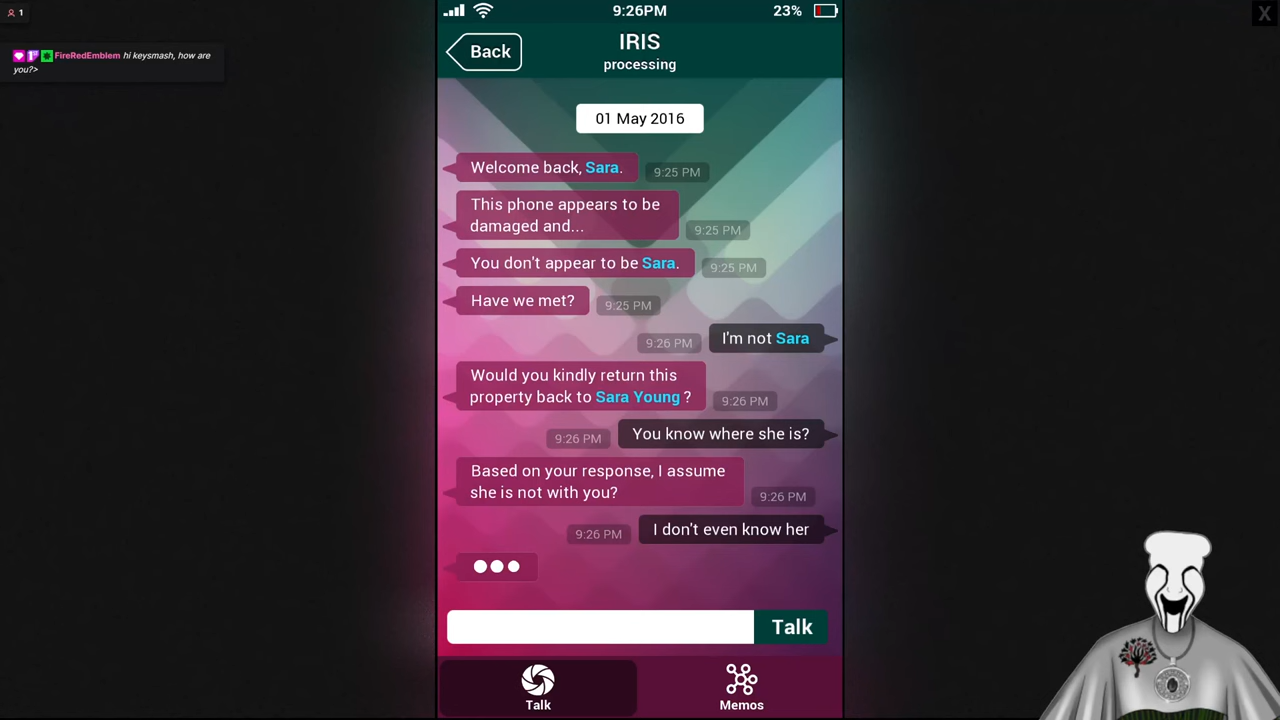 1
FireRedEmblem hi keysmash, how are
you?>
X
9:26PM
23%
Back
IRIS
processing
01 May 2016
Welcome back, Sara.
9:25 PM
This phone appears to be
damaged and...
9:25 PM
You don't appear to be Sara.
9:25 PM
Have we met?
9:25 PM
9:26 PM
I'm not Sara
Would you kindly return this
property back to Sara Young ?
9:26 PM
9:26 PM
You know where she is?
Based on your response, I assume
she is not with you?
9:26 PM
9:26 PM
I don't even know her
Talk
Talk
Memos